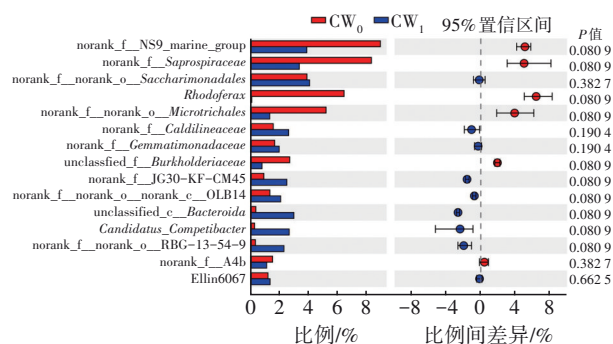 CW0 CW1
95%置信区间
P值
norank_f__NS9_marine_group 0.080 9
norank_f__Saprospiraceae 0.080 9
norank_f__norank_o__Saccharimonadales 0.382 7
Rhodoferax 0.080 9
norank_f__norank_o__Microtrichales 0.080 9
norank_f__Caldilineaceae 0.190 4
norank_f__Gemmatimonadaceae 0.190 4
unclassfied_f__Burkholderiaceae 0.080 9
norank_f__JG30-KF-CM45 0.080 9
norank_f__norank_o__norank_c__OLB14 0.080 9
unclassified_c__Bacteroida 0.080 9
Candidatus_Competibacter 0.080 9
norank_f__norank_o__RBG-13-54-9 0.080 9
norank_f__A4b 0.382 7
Ellin6067 0.662 5
0 2 4 6 8 −8 −4 0 4 8
比例/% 比例间差异/%